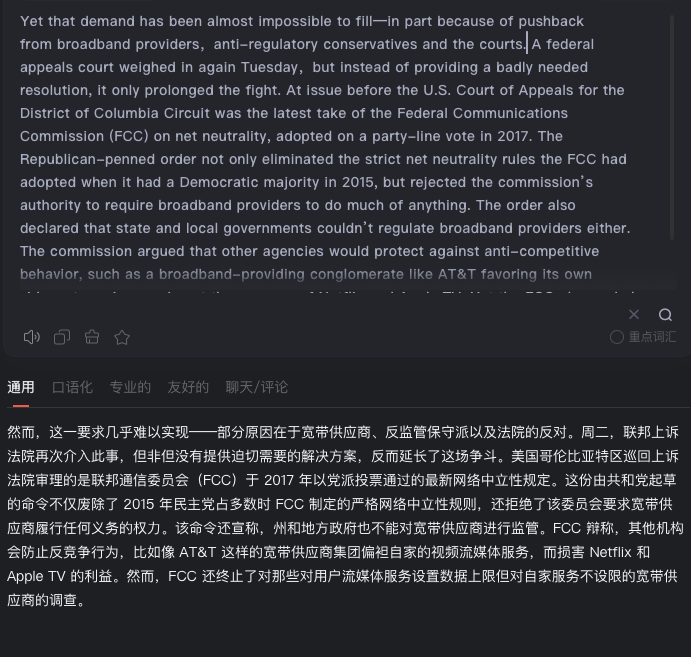 Yet that demand has been almost impossible to fill—in part because of pushback
from broadband providers，anti-regulatory conservatives and the courts. A federal
appeals court weighed in again Tuesday，but instead of providing a badly needed
resolution, it only prolonged the fight. At issue before the U.S. Court of Appeals for the
District of Columbia Circuit was the latest take of the Federal Communications
Commission (FCC) on net neutrality, adopted on a party-line vote in 2017. The
Republican-penned order not only eliminated the strict net neutrality rules the FCC had
adopted when it had a Democratic majority in 2015, but rejected the commission's
authority to require broadband providers to do much of anything. The order also
declared that state and local governments couldn't regulate broadband providers either.
The commission argued that other agencies would protect against anti-competitive
behavior, such as a broadband-providing conglomerate like AT&T favoring its own
重点词汇
通用 口语化 专业的 友好的 聊天/评论
然而，这一要求几乎难以实现——部分原因在于宽带供应商、反监管保守派以及法院的反对。周二，联邦上诉
法院再次介入此事，但非但没有提供迫切需要的解决方案，反而延长了这场争斗。美国哥伦比亚特区巡回上诉
法院审理的是联邦通信委员会（FCC）于 2017 年以党派投票通过的最新网络中立性规定。这份由共和党起草
的命令不仅废除了 2015 年民主党占多数时 FCC 制定的严格网络中立性规则，还拒绝了该委员会要求宽带供
应商履行任何义务的权力。该命令还宣称，州和地方政府也不能对宽带供应商进行监管。FCC 辩称，其他机构
会防止反竞争行为，比如像 AT&T 这样的宽带供应商集团偏袒自家的视频流媒体服务，而损害 Netflix 和
Apple TV 的利益。然而，FCC 还终止了对那些对用户流媒体服务设置数据上限但对自家服务不设限的宽带供
应商的调查。